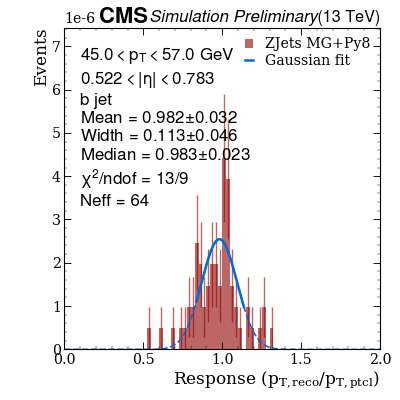 1e-6 CMS Simulation Preliminary (13 TeV)
Events
ZJets MG+Py8
Gaussian fit
45.0 < p_T < 57.0 GeV
0.522 < |η| < 0.783
b jet
Mean = 0.982±0.032
Width = 0.113±0.046
Median = 0.983±0.023
χ²/ndof = 13/9
Neff = 64
7
6
5
4
3
2
1
0
0.0 0.5 1.0 1.5 2.0
Response (p_T,reco/p_T,ptcl)